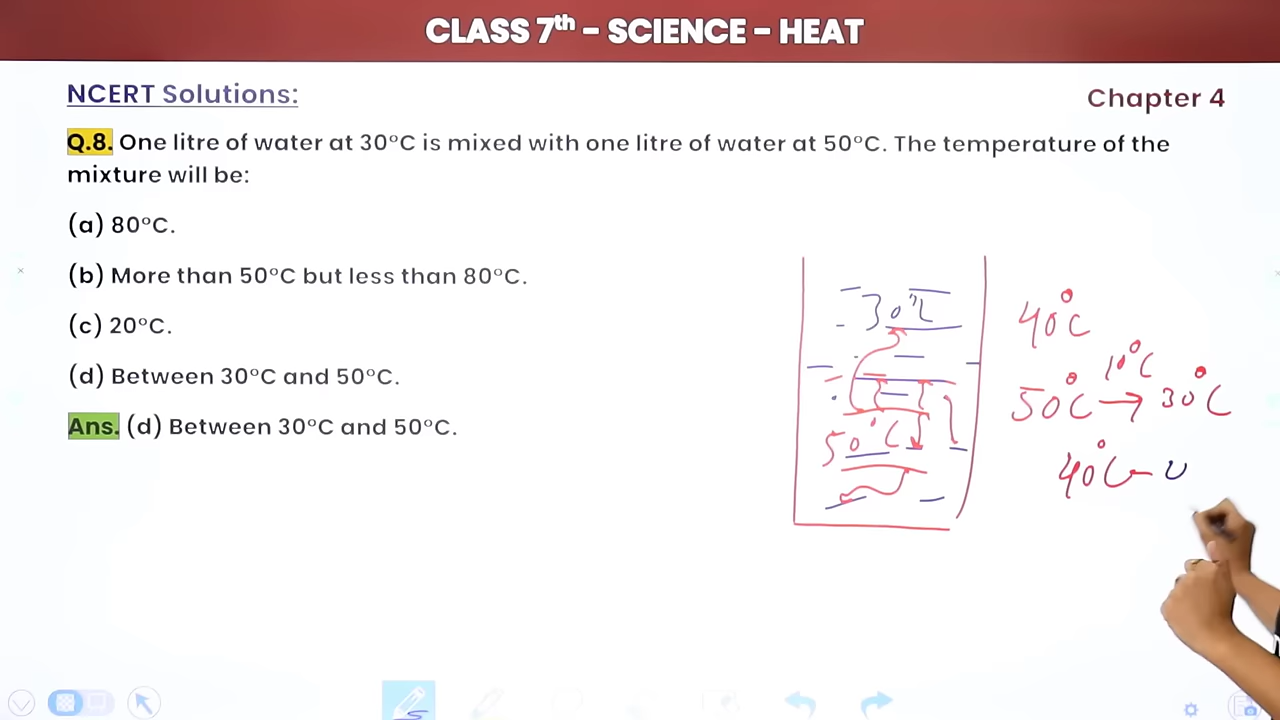 CLASS 7th - SCIENCE - HEAT
NCERT Solutions:
Chapter 4
Q.8. One litre of water at 30°C is mixed with one litre of water at 50°C. The temperature of the
mixture will be:
(a) 80°C.
(b) More than 50°C but less than 80°C.
(c) 20°C.
(d) Between 30°C and 50°C.
Ans. (d) Between 30°C and 50°C.
30°C
50°C
40°C
10°C
50°C → 30°C
40°C